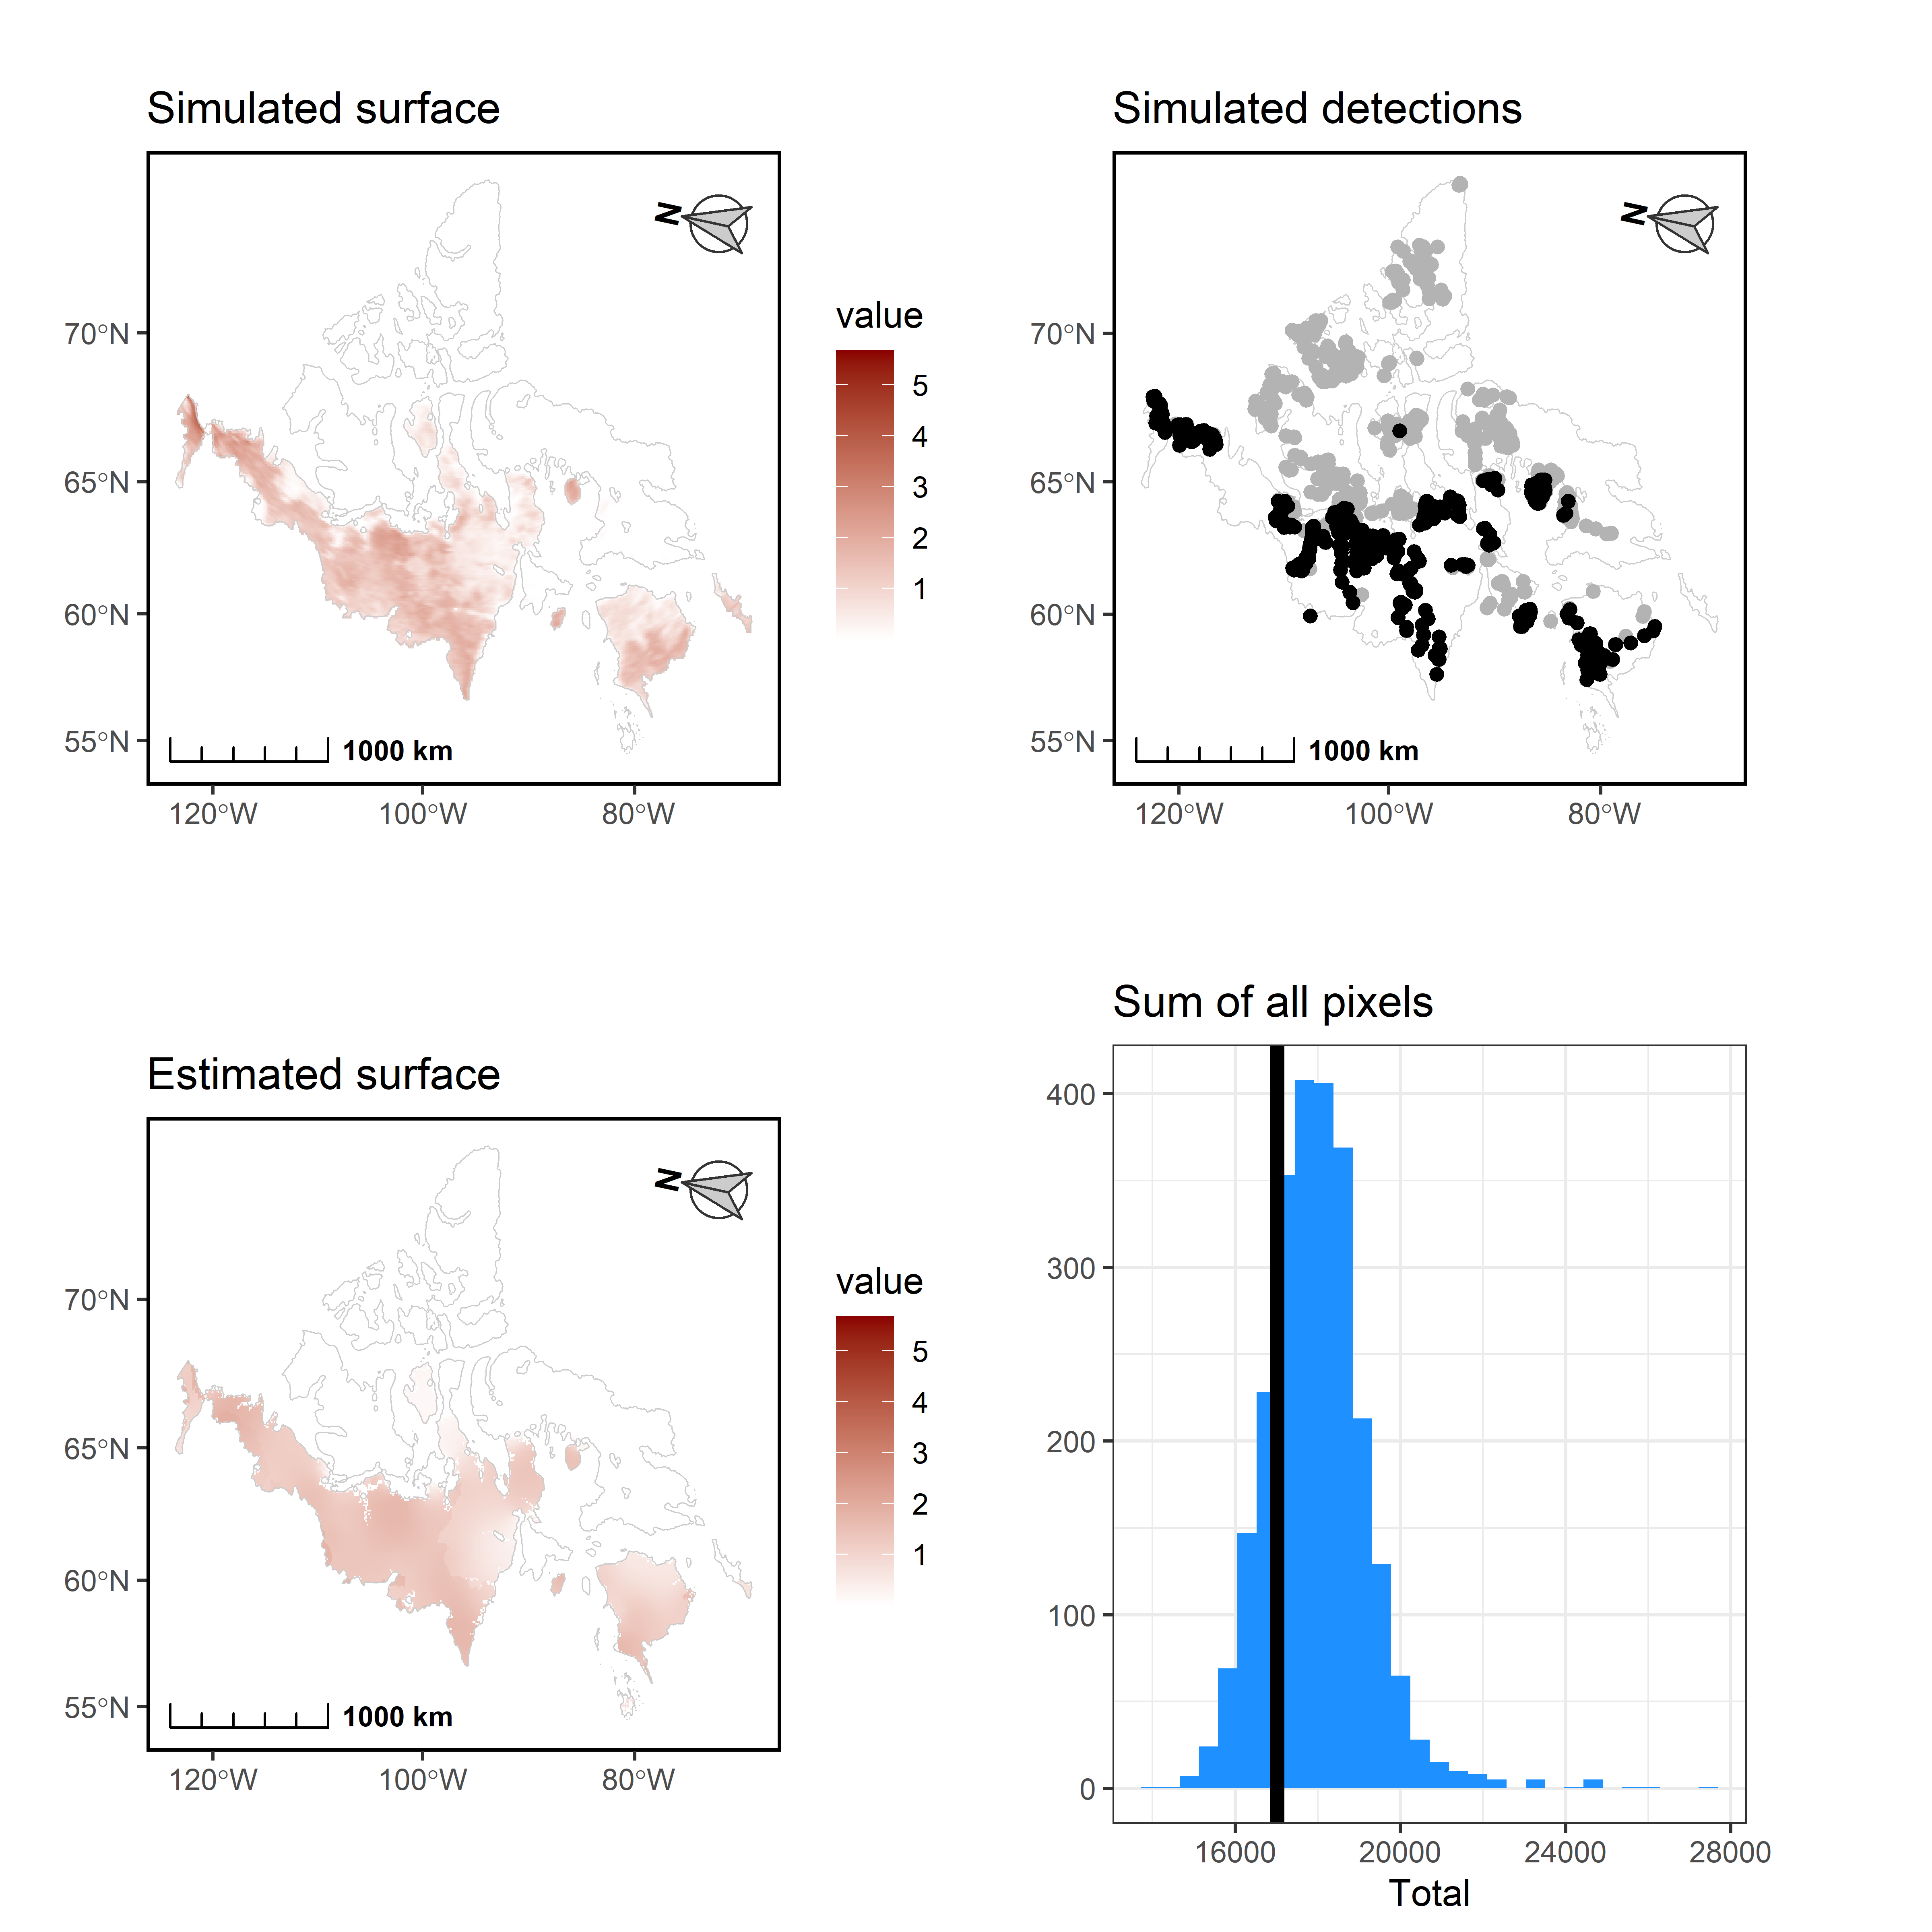 Simulated surface
N
70°N
65°N
60°N
55°N
1000 km
120°W
100°W
80°W
value
5
4
3
2
1
Simulated detections
N
70°N
65°N
60°N
55°N
1000 km
120°W
100°W
80°W
Estimated surface
N
70°N
65°N
60°N
55°N
1000 km
120°W
100°W
80°W
value
5
4
3
2
1
Sum of all pixels
400
300
200
100
0
16000
20000
24000
28000
Total